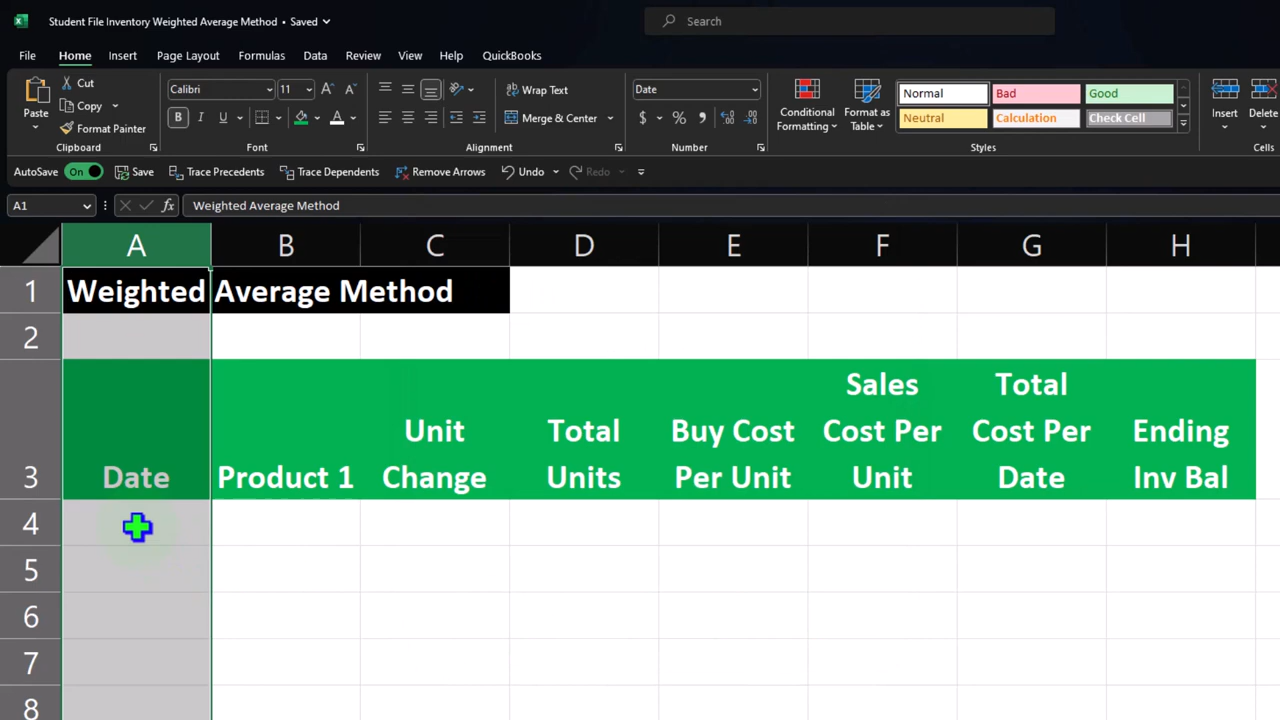 Student File Inventory Weighted Average Method • Saved
Search
File Home Insert Page Layout Formulas Data Review View Help QuickBooks
Paste
Cut
Copy
Format Painter
Clipboard
Calibri 11
B I U
Font
Wrap Text
Merge & Center
Alignment
Date
$ % ,
Number
Conditional Formatting
Format as Table
Normal Bad Good
Neutral Calculation Check Cell
Styles
Insert Delete
Cells
AutoSave On Save Trace Precedents Trace Dependents Remove Arrows Undo Redo
A1 fx Weighted Average Method
A B C D E F G H
1 Weighted Average Method
2
Sales Total
Unit Total Buy Cost Cost Per Cost Per Ending
3 Date Product 1 Change Units Per Unit Unit Date Inv Bal
4
5
6
7
8